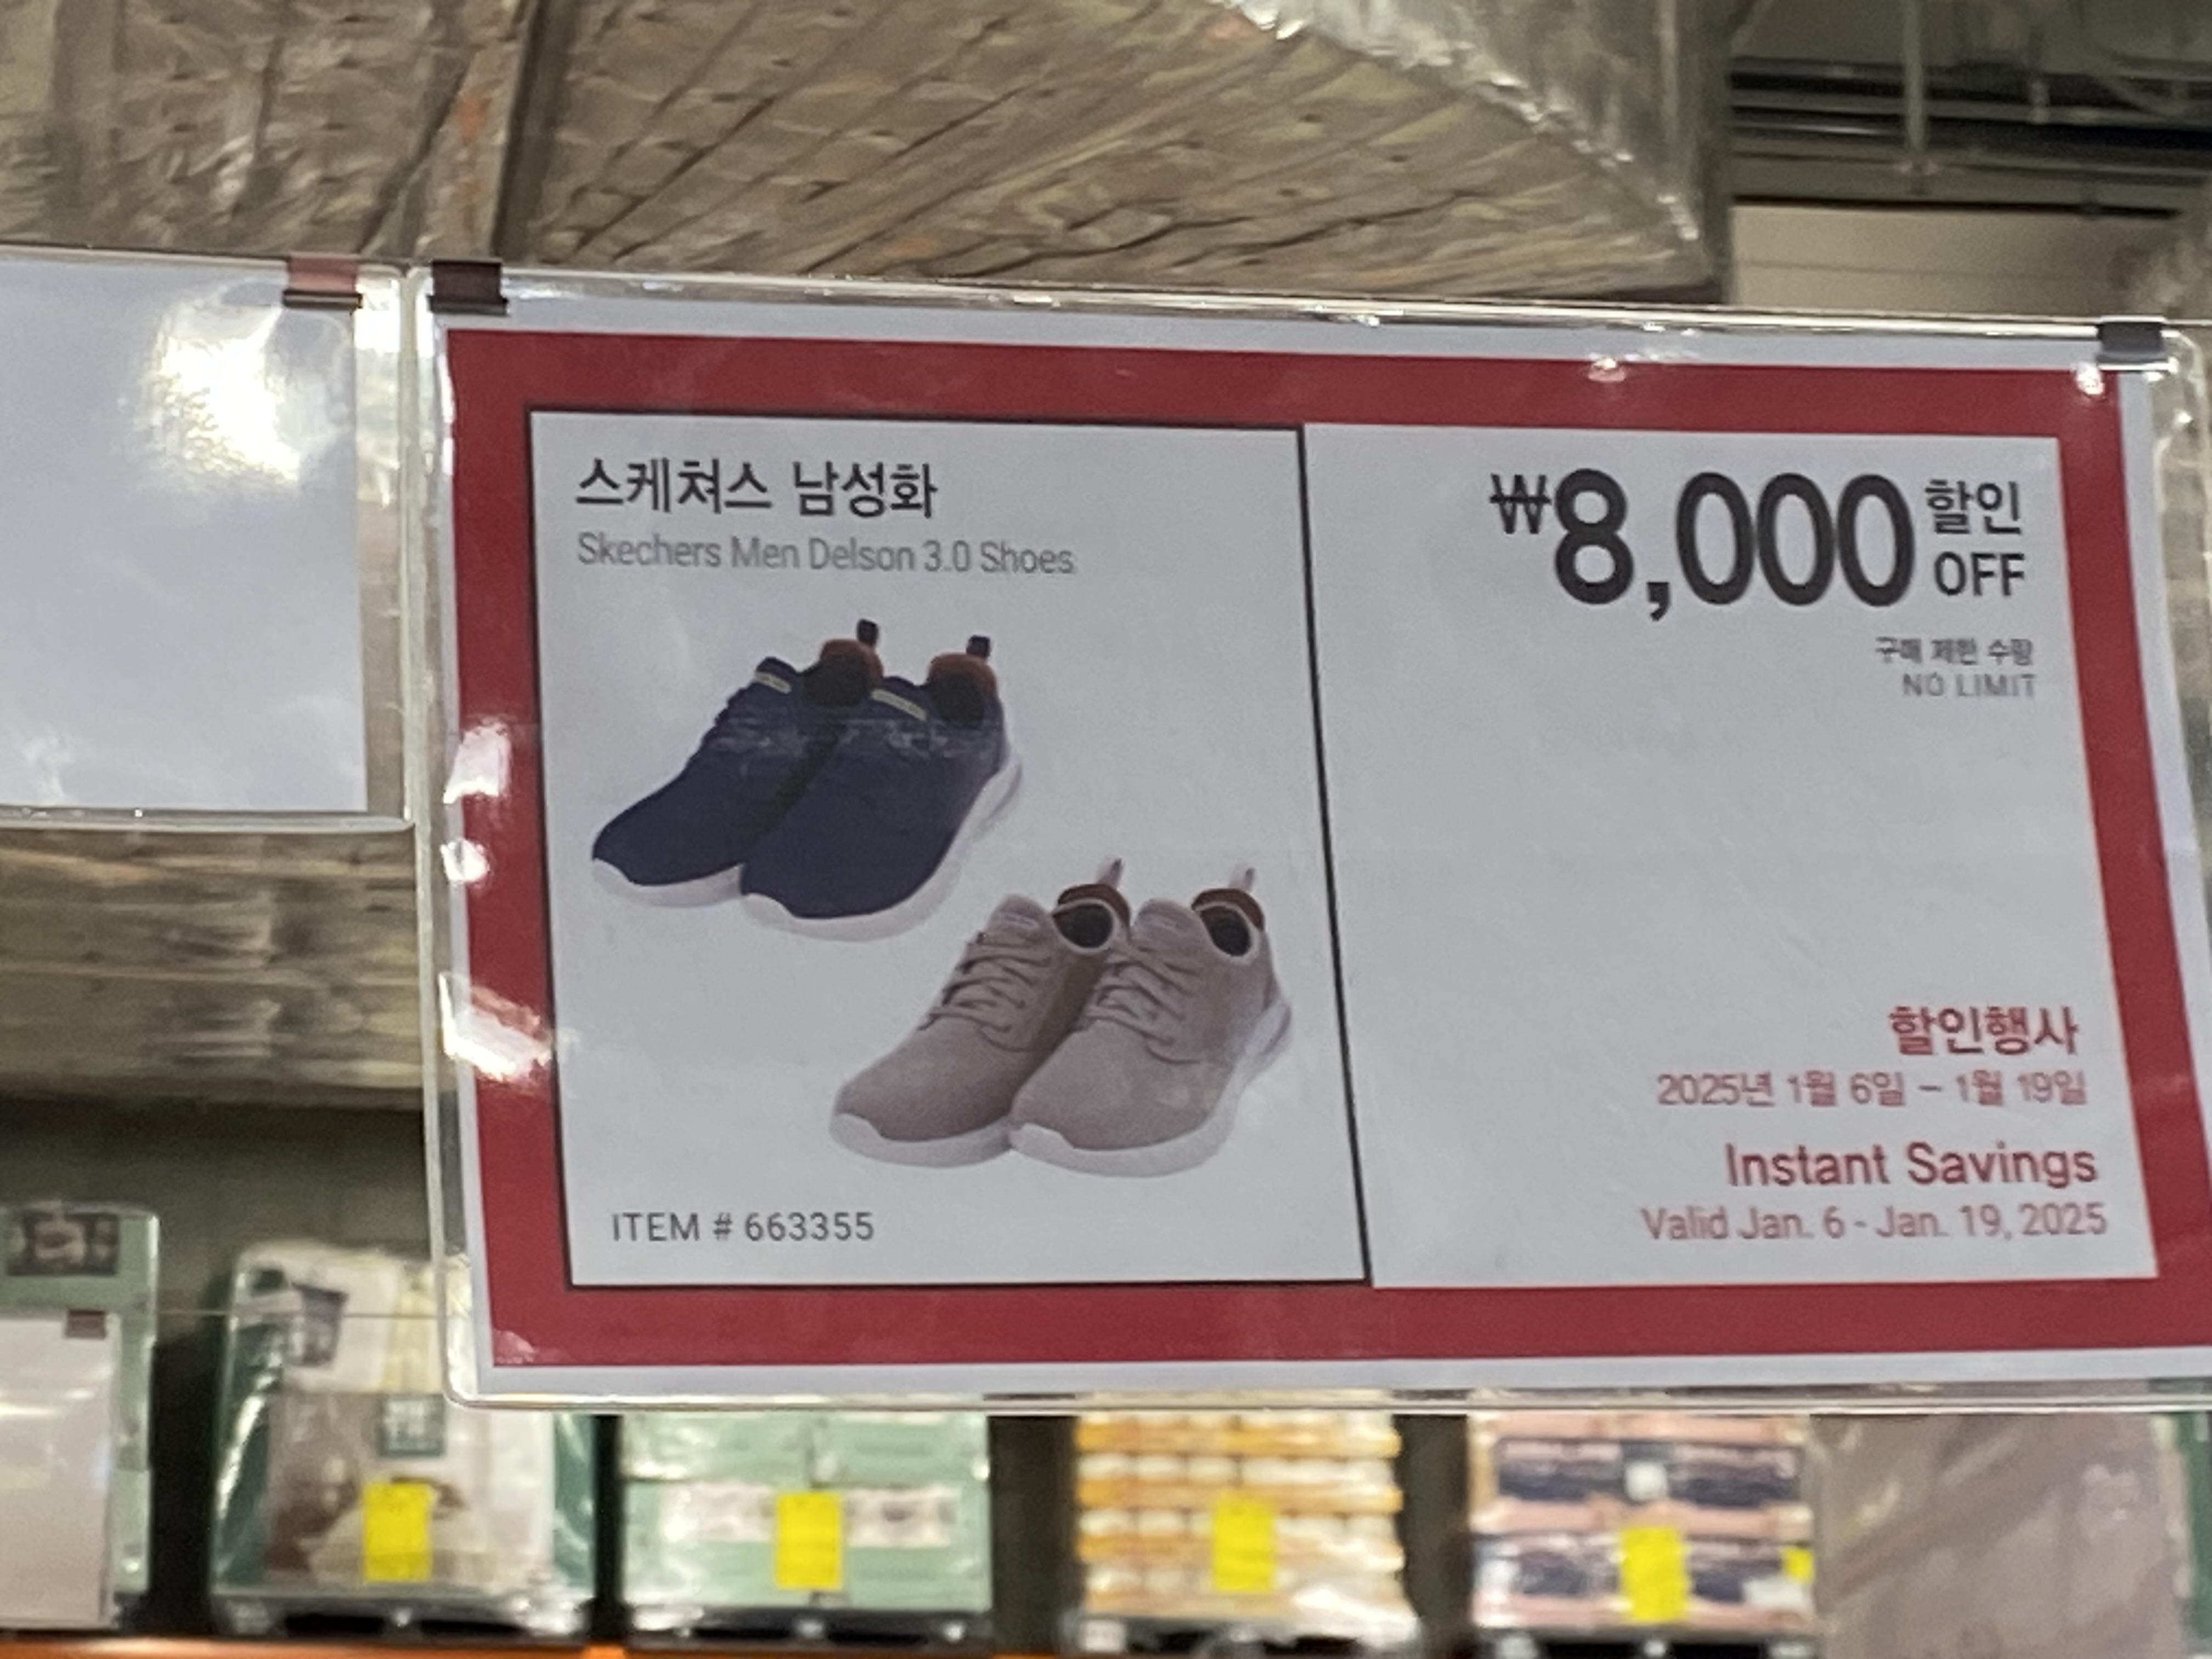 스케쳐스 남성화
Skechers Men Delson 3.0 Shoes
ITEM # 663355
₩8,000 할인
OFF
구매 제한 수량
NO LIMIT
할인행사
2025년 1월 6일 - 1월 19일
Instant Savings
Valid Jan. 6 - Jan. 19, 2025